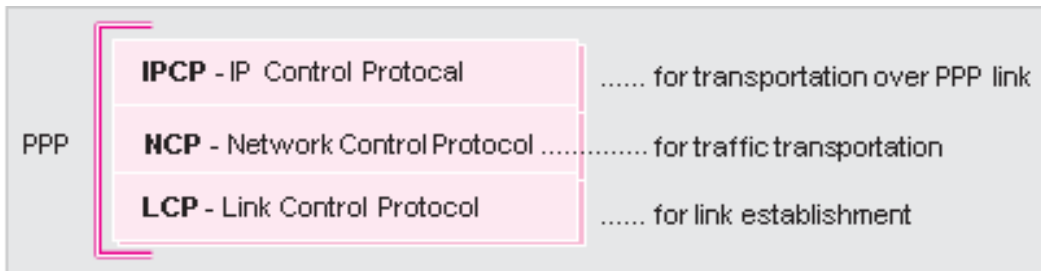 IPCP - IP Control Protocal ...... for transportation over PPP link
PPP NCP - Network Control Protocol .............. for traffic transportation
LCP - Link Control Protocol ...... for link establishment